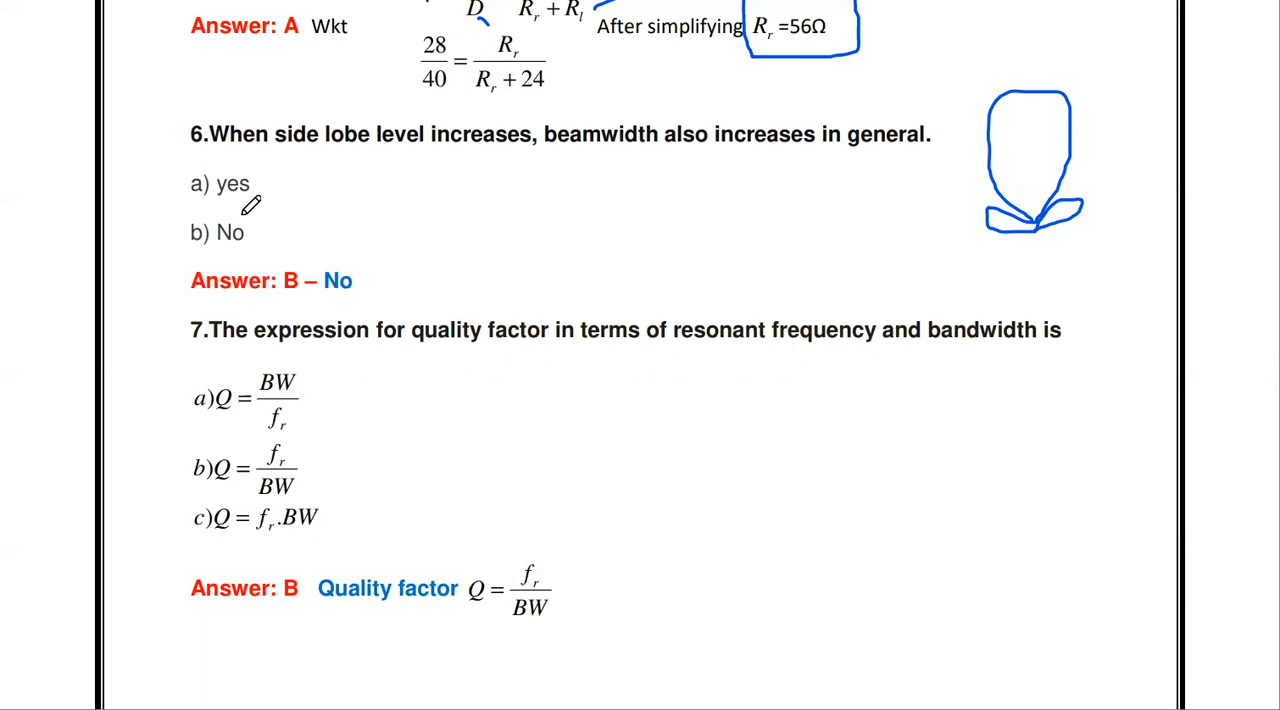 D R_r + R_l
Answer: A Wkt After simplifying R_r =56Ω
28/40 = R_r/(R_r + 24)
6.When side lobe level increases, beamwidth also increases in general.
a) yes
b) No
Answer: B – No
7.The expression for quality factor in terms of resonant frequency and bandwidth is
a)Q = BW/f_r
b)Q = f_r/BW
c)Q = f_r.BW
Answer: B Quality factor Q = f_r/BW